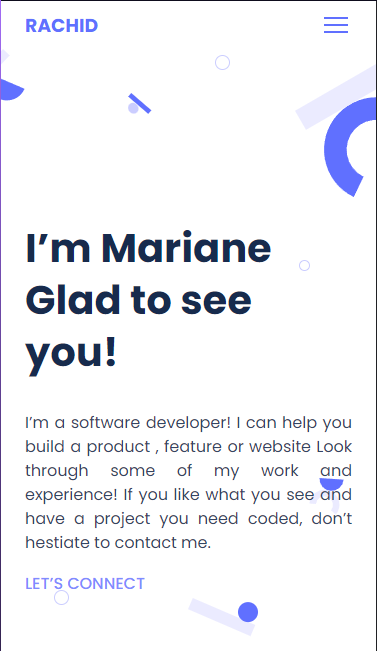 RACHID
I’m Mariane
Glad to see
you!
I’m a software developer! I can help you
build a product , feature or website Look
through some of my work and
experience! If you like what you see and
have a project you need coded, don’t
hestiate to contact me.
LET’S CONNECT